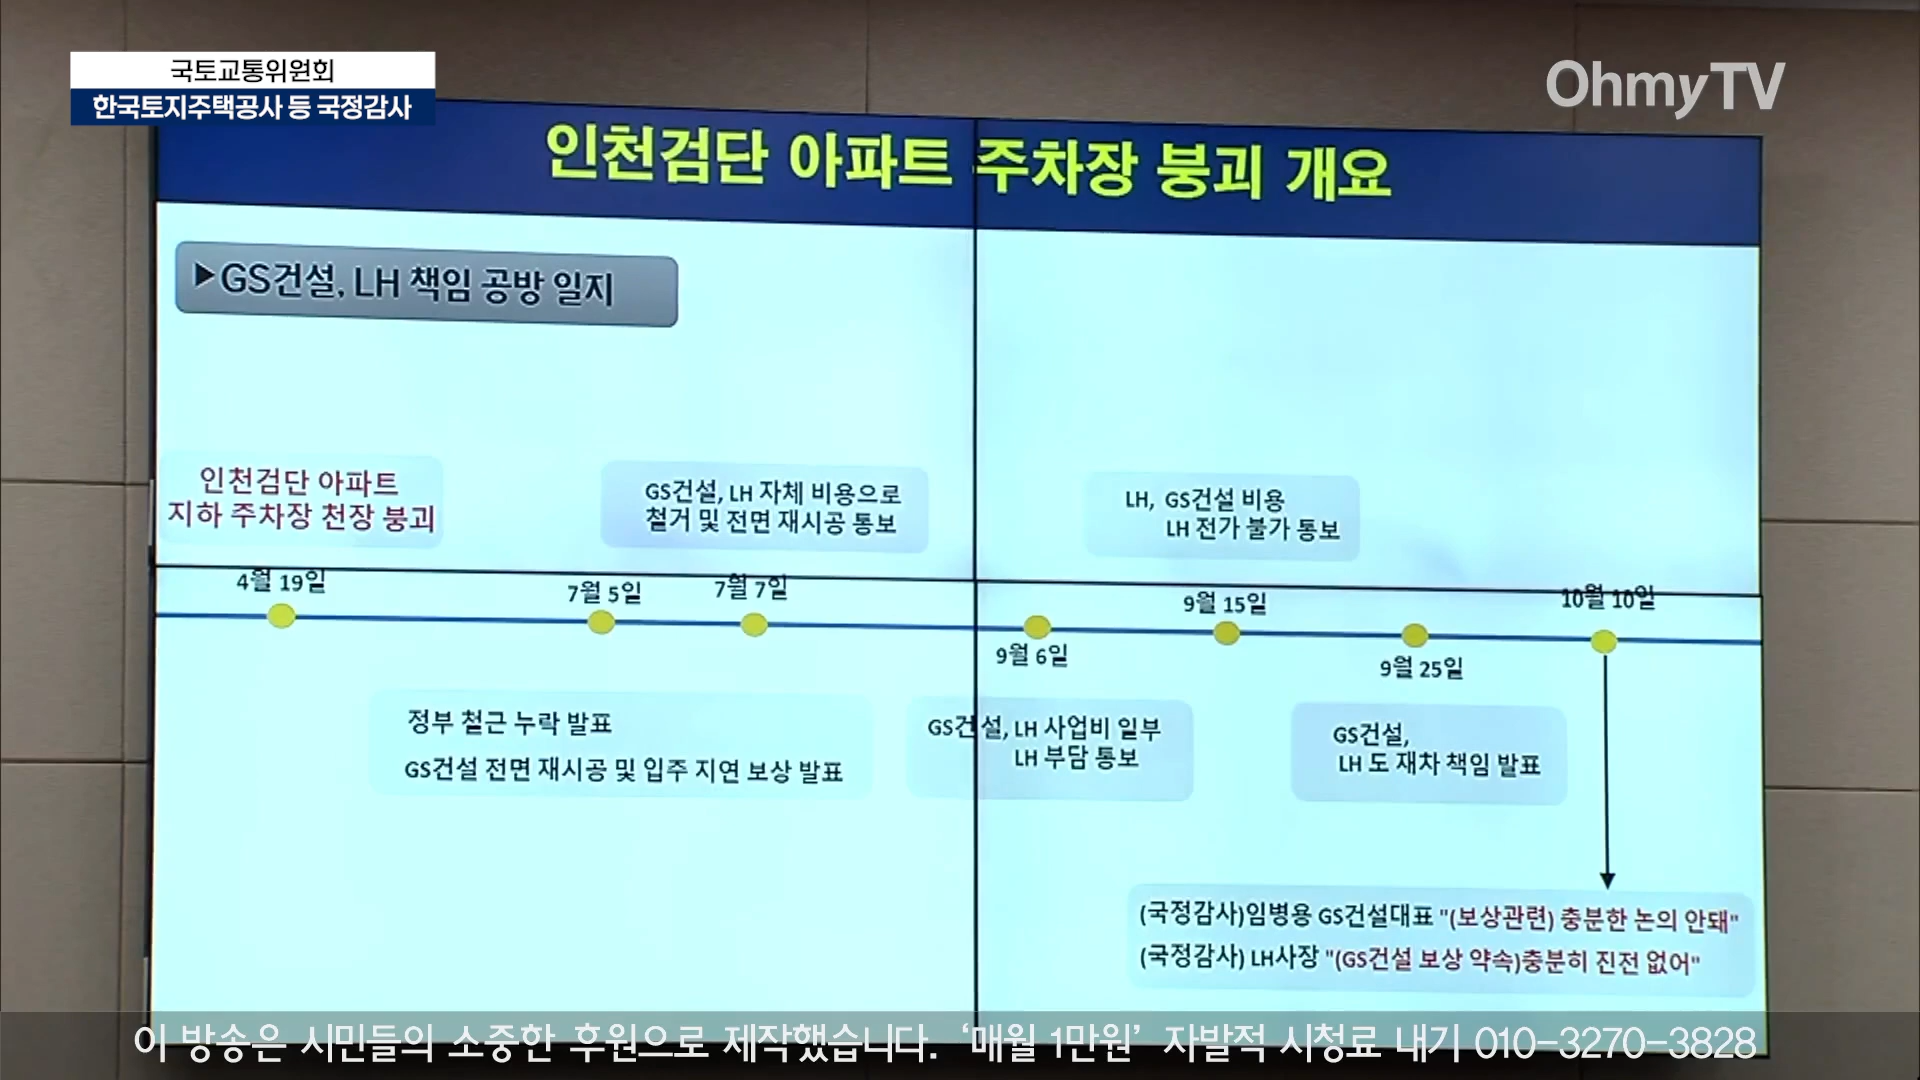 국토교통위원회
한국토지주택공사 등 국정감사
OhmyTV
인천검단 아파트 주차장 붕괴 개요
▶GS건설, LH 책임 공방 일지
인천검단 아파트
지하 주차장 천장 붕괴
GS건설, LH 자체 비용으로
철거 및 전면 재시공 통보
LH, GS건설 비용
LH 전가 불가 통보
4월 19일
7월 5일
7월 7일
9월 6일
9월 15일
9월 25일
10월 10일
정부 철근 누락 발표
GS건설 전면 재시공 및 입주 지연 보상 발표
GS건설, LH 사업비 일부
LH 부담 통보
GS건설,
LH 도 재차 책임 발표
(국정감사)임병용 GS건설대표 "(보상관련) 충분한 논의 안돼"
(국정감사) LH사장 "(GS건설 보상 약속)충분히 진전 없어"
이 방송은 시민들의 소중한 후원으로 제작했습니다. ‘매월 1만원’ 자발적 시청료 내기 010-3270-3828